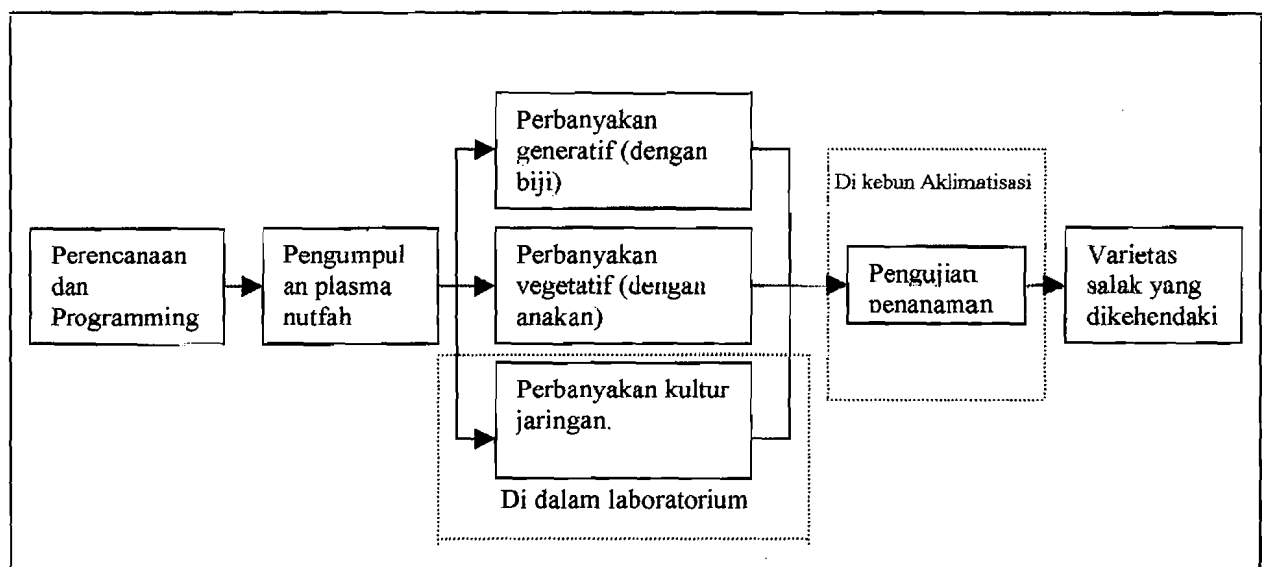 Perencanaan
dan
Programming
Pengumpul
an plasma
nutfah
Perbanyakan
generatif (dengan
biji)
Perbanyakan
vegetatif (dengan
anakan)
Perbanyakan kultur
jaringan.
Di dalam laboratorium
Di kebun Aklimatisasi
Pengujian
penanaman
Varietas
salak yang
dikehendaki